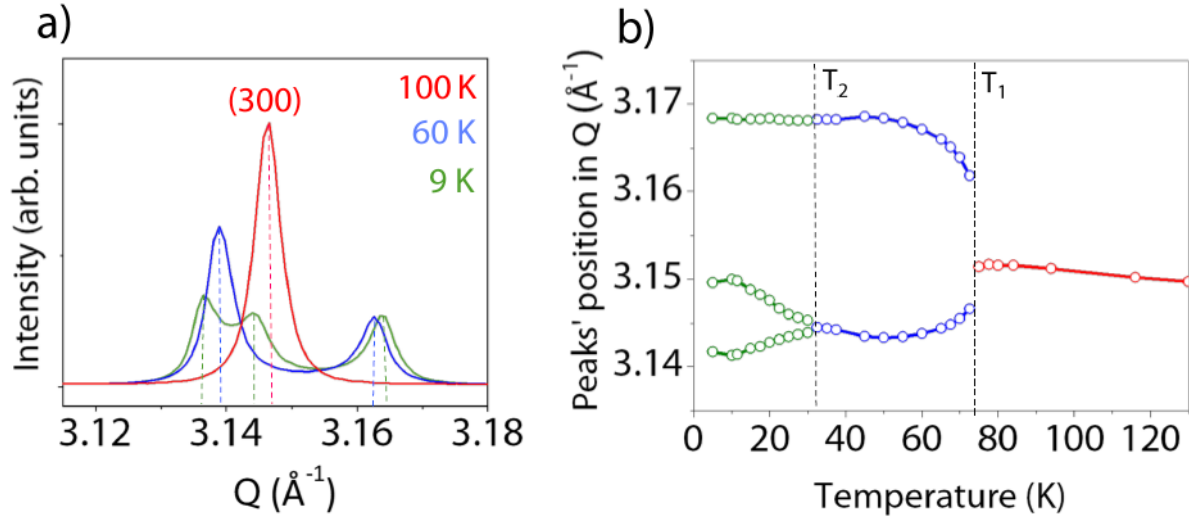 a)
Intensity (arb. units)
(300)
100 K
60 K
9 K
3.12
3.14
3.16
3.18
Q (Å⁻¹)
b)
Peaks' position in Q (Å⁻¹)
T₂
T₁
3.17
3.16
3.15
3.14
0
20
40
60
80
100
120
Temperature (K)